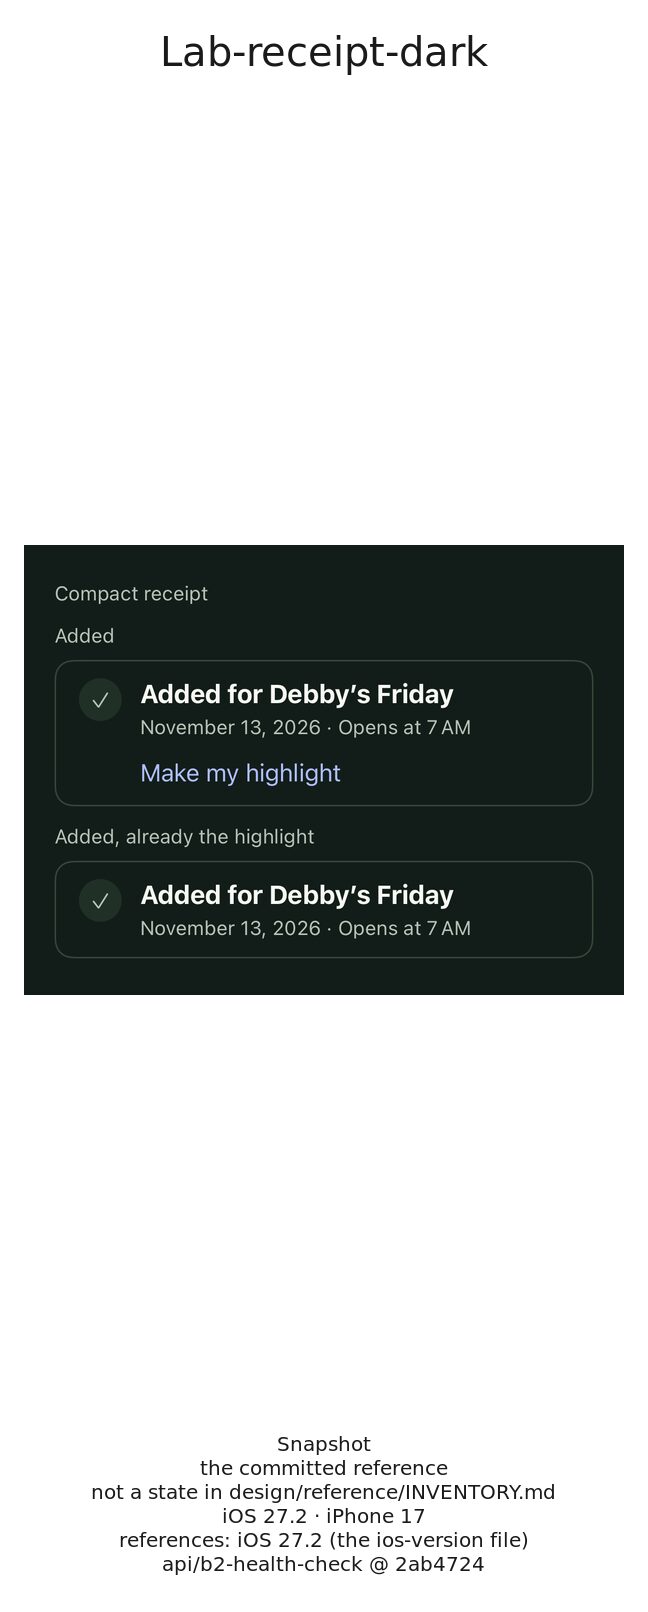 Lab-receipt-dark
Compact receipt
Added
Added for Debby’s Friday
November 13, 2026 · Opens at 7 AM
Make my highlight
Added, already the highlight
Added for Debby’s Friday
November 13, 2026 · Opens at 7 AM
Snapshot
the committed reference
not a state in design/reference/INVENTORY.md
iOS 27.2 · iPhone 17
references: iOS 27.2 (the ios-version file)
api/b2-health-check @ 2ab4724